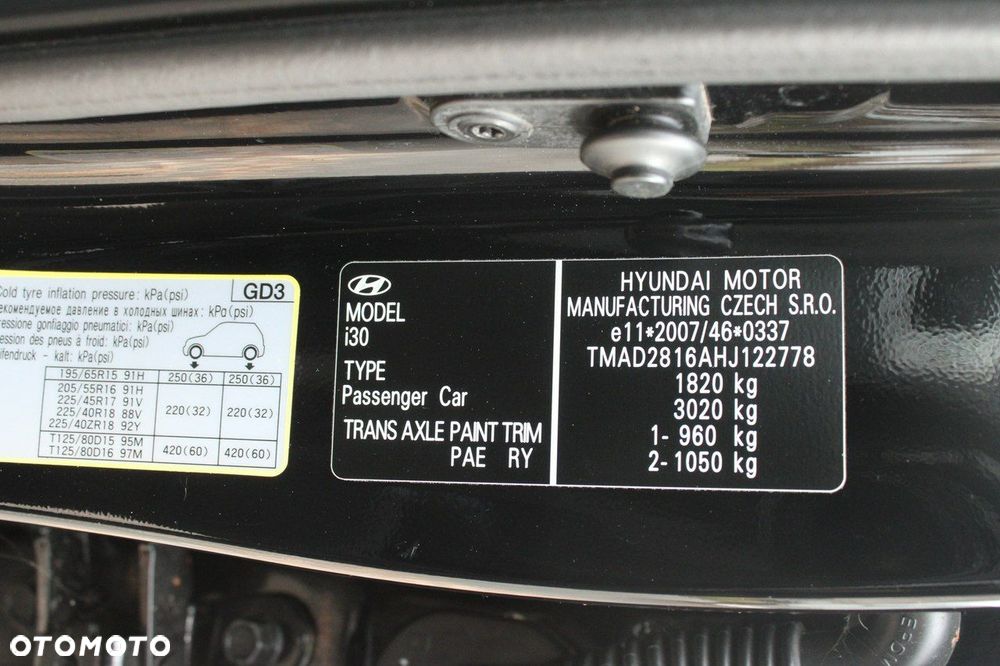 Cold tyre inflation pressure: kPa(psi)
GD3
екомендуемое давление в холодных шинах: kPa(psi)
ressione gonfiaggio pneumatici: kPa(psi)
ession des pneus à froid: kPa(psi)
eifendruck - kalt: kPa(psi)
195/65R15 91H 250(36) 250(36)
205/55R16 91H
225/45R17 91V
225/40R18 88V
225/40ZR18 92Y
220(32) 220(32)
T125/80D15 95M
T125/80D16 97M
420(60) 420(60)
MODEL
i30
TYPE
Passenger Car
TRANS AXLE PAINT TRIM
PAE RY
HYUNDAI MOTOR
MANUFACTURING CZECH S.R.O.
e11*2007/46*0337
TMAD2816AHJ122778
1820 kg
3020 kg
1- 960 kg
2- 1050 kg
OTOMOTO